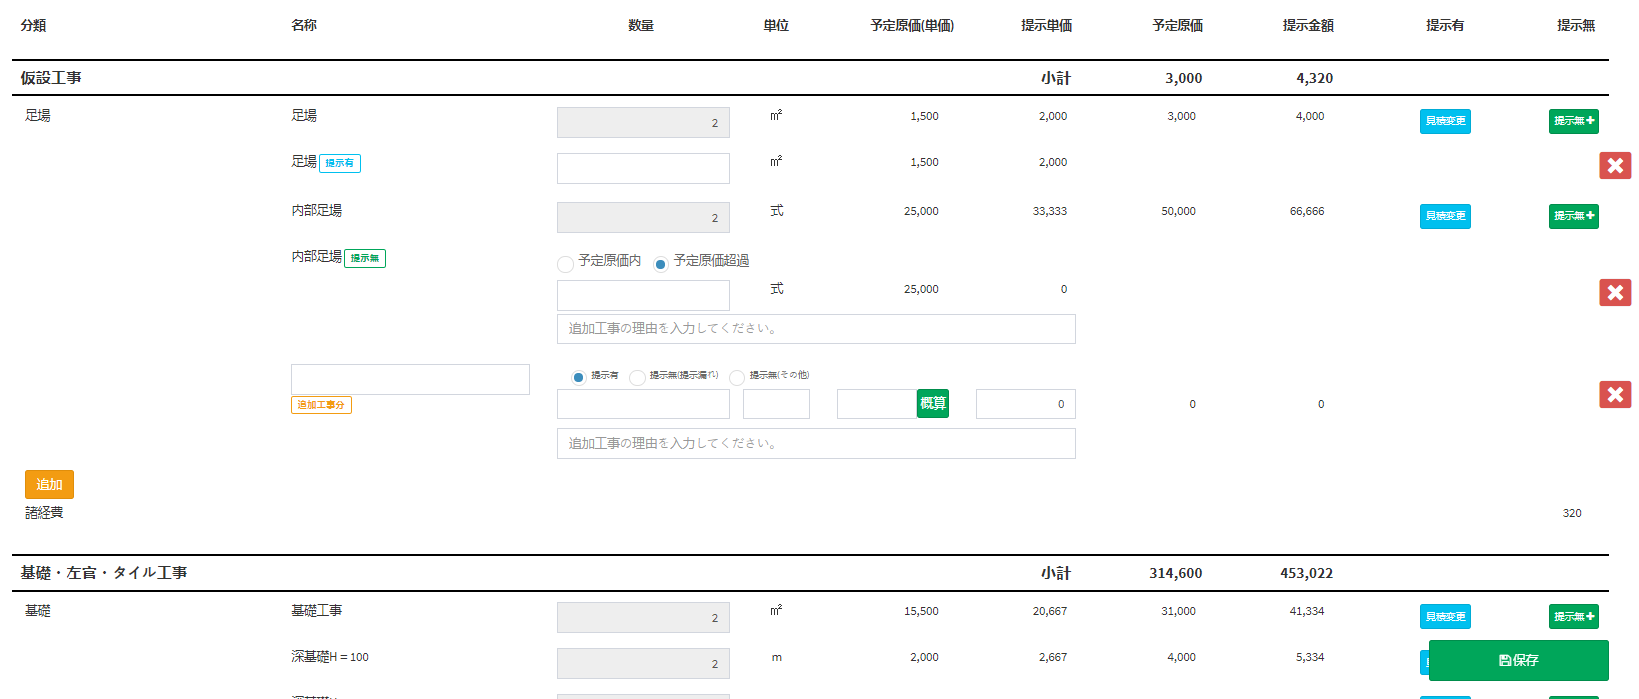 分類 名称 数量 単位 予定原価(単価) 提示単価 予定原価 提示金額 提示有 提示無
仮設工事 小計 3,000 4,320
足場 足場 2 ㎡ 1,500 2,000 3,000 4,000 見積変更 提示無
足場 提示有 ㎡ 1,500 2,000
内部足場 2 式 25,000 33,333 50,000 66,666 見積変更 提示無
内部足場 提示無 予定原価内 予定原価超過
式 25,000 0
追加工事の理由を入力してください。
提示有 提示無(提示漏れ) 提示無(その他)
追加工事分 概算 0 0 0
追加工事の理由を入力してください。
追加
諸経費 320
基礎・左官・タイル工事 小計 314,600 453,022
基礎 基礎工事 2 ㎡ 15,500 20,667 31,000 41,334 見積変更 提示無
深基礎H＝100 2 m 2,000 2,667 4,000 5,334 保存